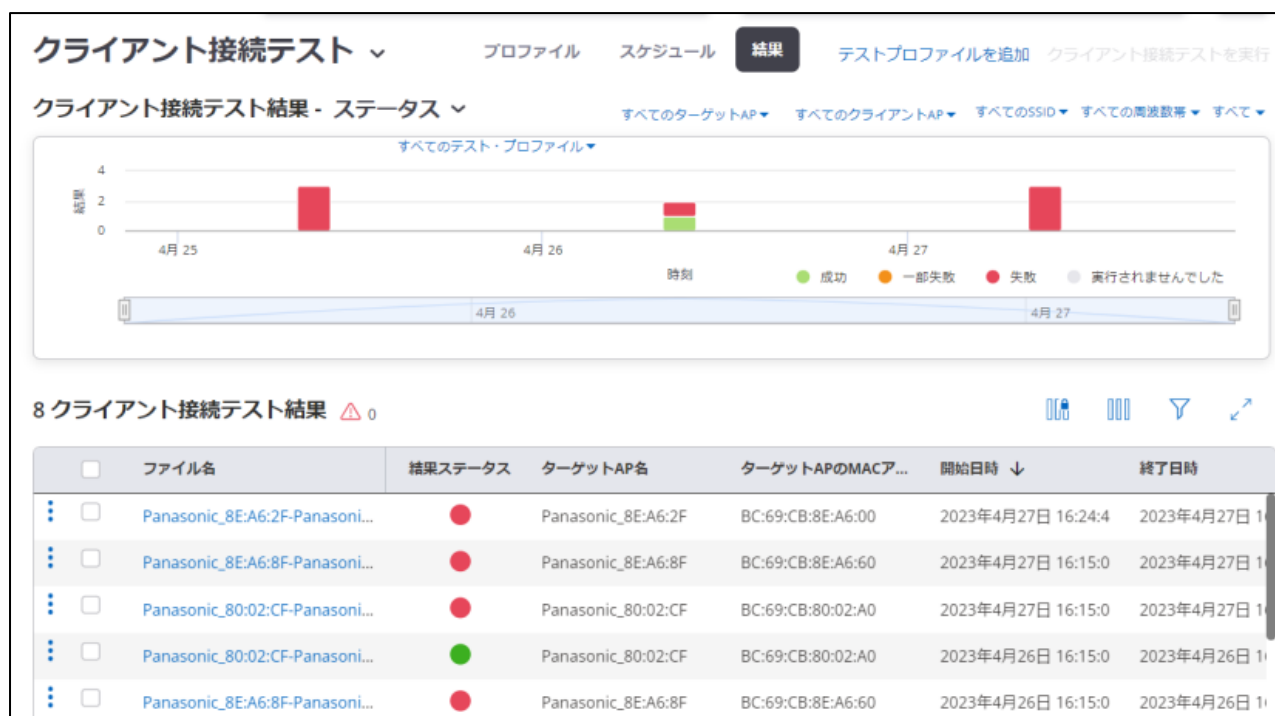 クライアント接続テスト プロファイル スケジュール 結果 テストプロファイルを追加 クライアント接続テストを実行
クライアント接続テスト結果 - ステータス すべてのターゲットAP すべてのクライアントAP すべてのSSID すべての周波数帯 すべて
すべてのテスト・プロファイル
4
2
0
結果
4月 25 4月 26 4月 27
時刻 成功 一部失敗 失敗 実行されませんでした
4月 26 4月 27
8 クライアント接続テスト結果 0
ファイル名 結果ステータス ターゲットAP名 ターゲットAPのMACア... 開始日時 終了日時
Panasonic_8E:A6:2F-Panasoni... Panasonic_8E:A6:2F BC:69:CB:8E:A6:00 2023年4月27日 16:24:4 2023年4月27日 1
Panasonic_8E:A6:8F-Panasoni... Panasonic_8E:A6:8F BC:69:CB:8E:A6:60 2023年4月27日 16:15:0 2023年4月27日 1
Panasonic_80:02:CF-Panasoni... Panasonic_80:02:CF BC:69:CB:80:02:A0 2023年4月27日 16:15:0 2023年4月27日 1
Panasonic_80:02:CF-Panasoni... Panasonic_80:02:CF BC:69:CB:80:02:A0 2023年4月26日 16:15:0 2023年4月26日 1
Panasonic_8E:A6:8F-Panasoni... Panasonic_8E:A6:8F BC:69:CB:8E:A6:60 2023年4月26日 16:15:0 2023年4月26日 1